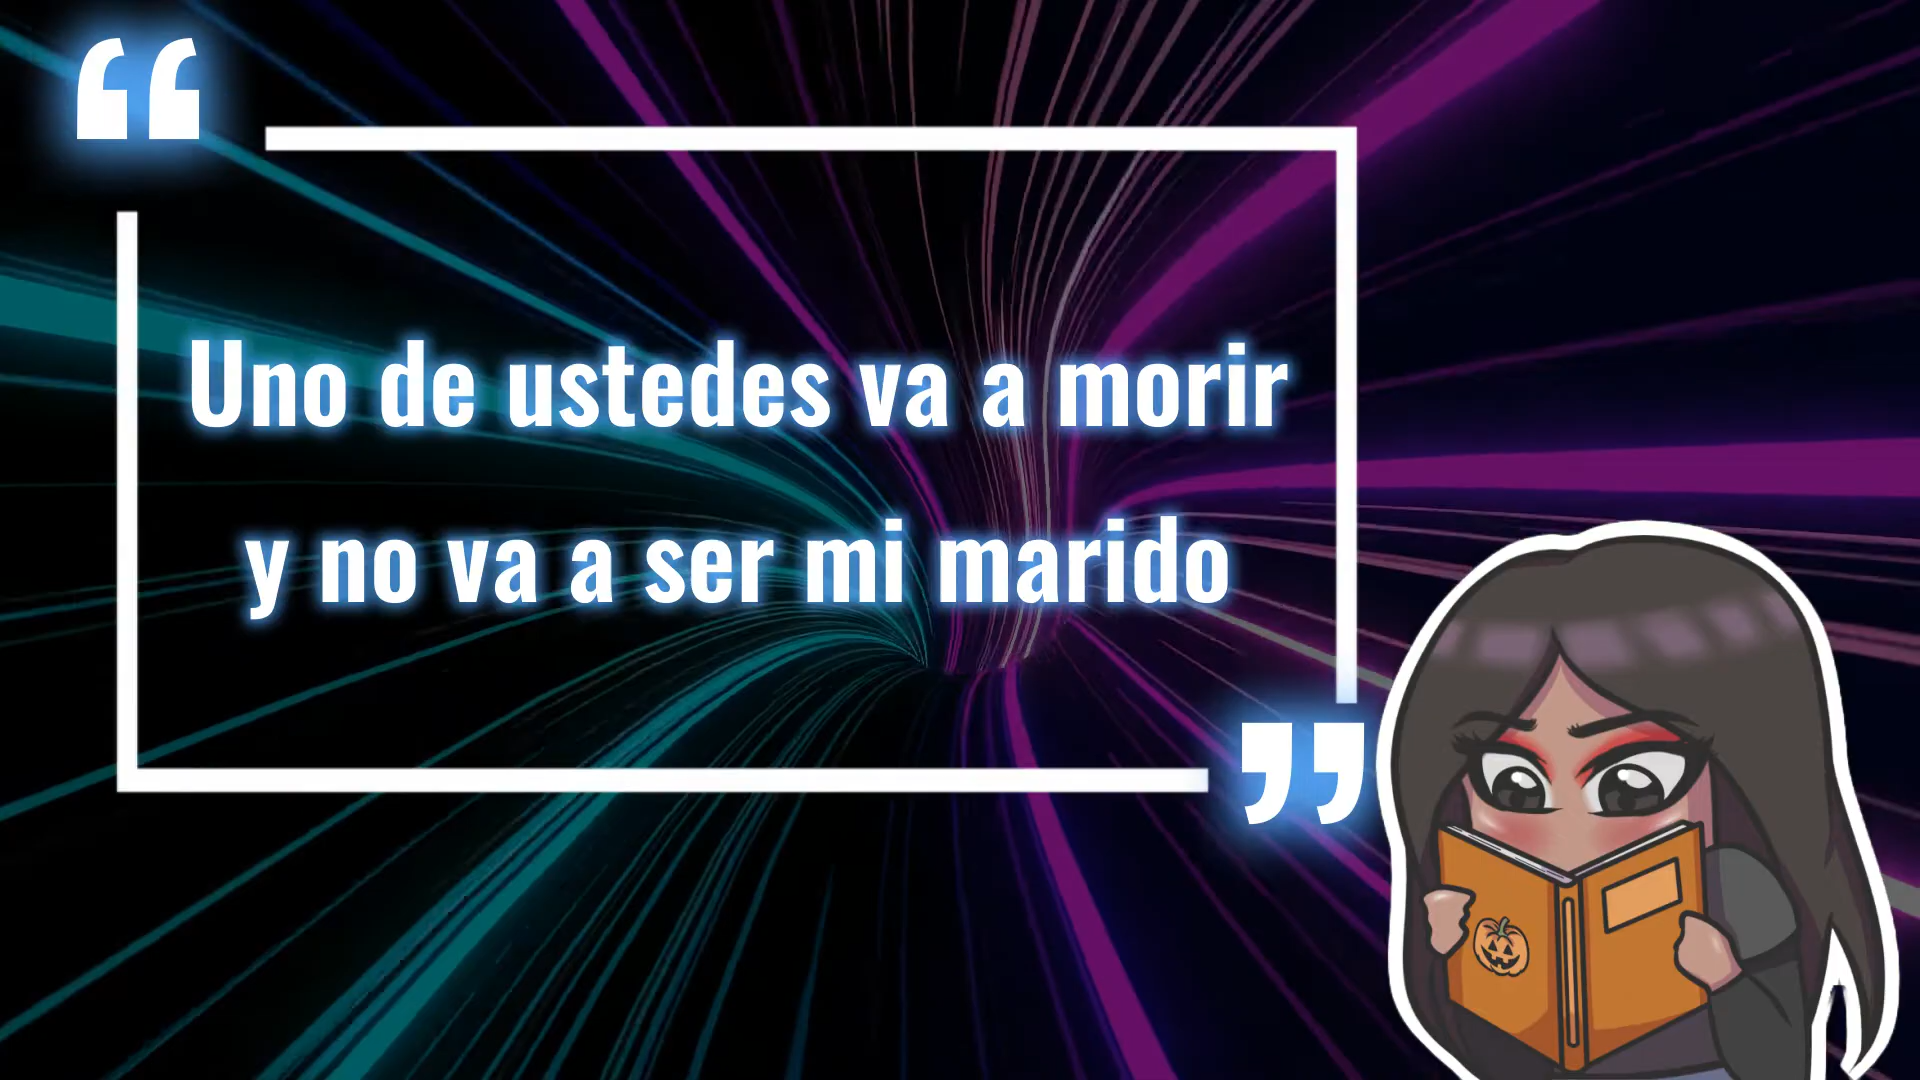 “
Uno de ustedes va a morir
y no va a ser mi marido
”